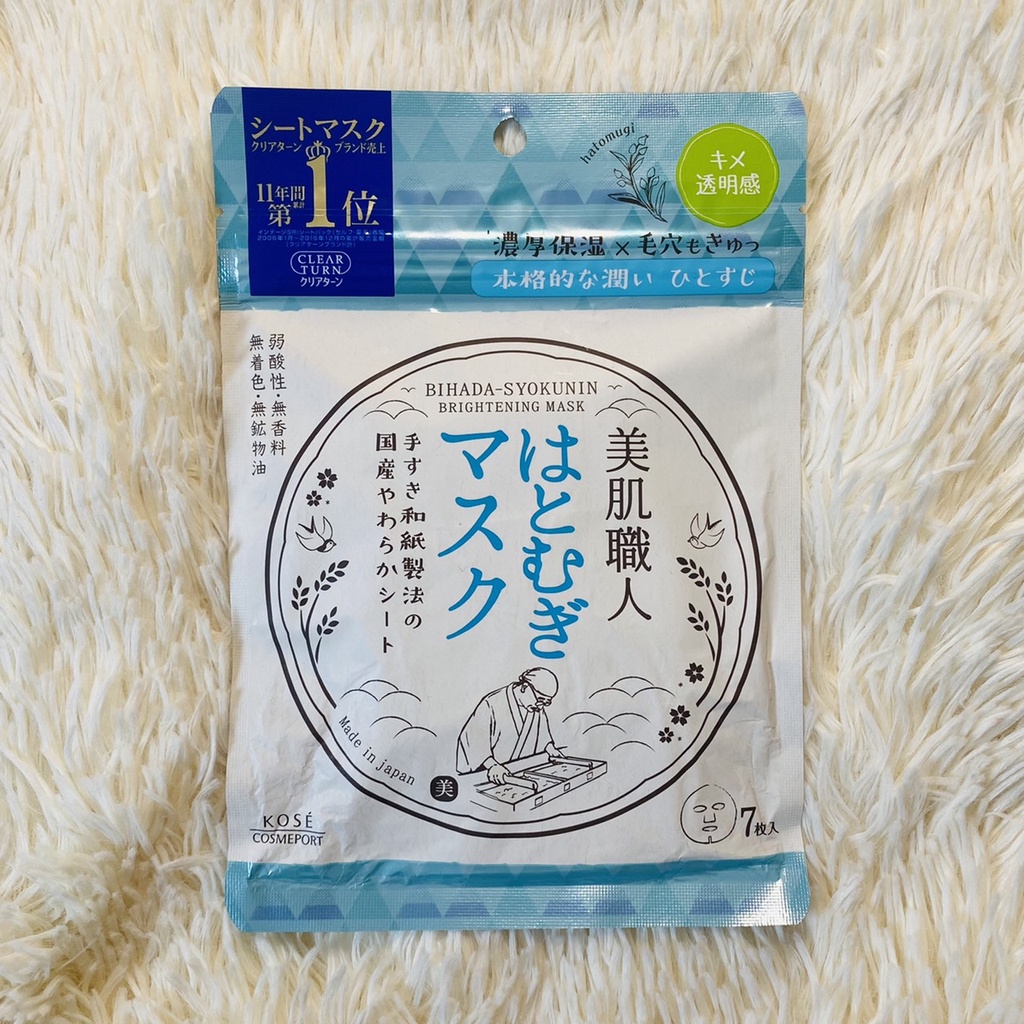 シートマスク
クリアターン ブランド売上
11年間
累計
第1位
CLEAR
TURN
クリアターン
hatomugi
キメ
透明感
濃厚保湿×毛穴もきゅっ
本格的な潤い ひとすじ
弱酸性・無香料
無着色・無鉱物油
BIHADA-SYOKUNIN
BRIGHTENING MASK
美肌職人
はとむぎ
マスク
手すき和紙製法の
国産やわらかシート
Made in japan
美
KOSÉ
COSMEPORT
7枚入